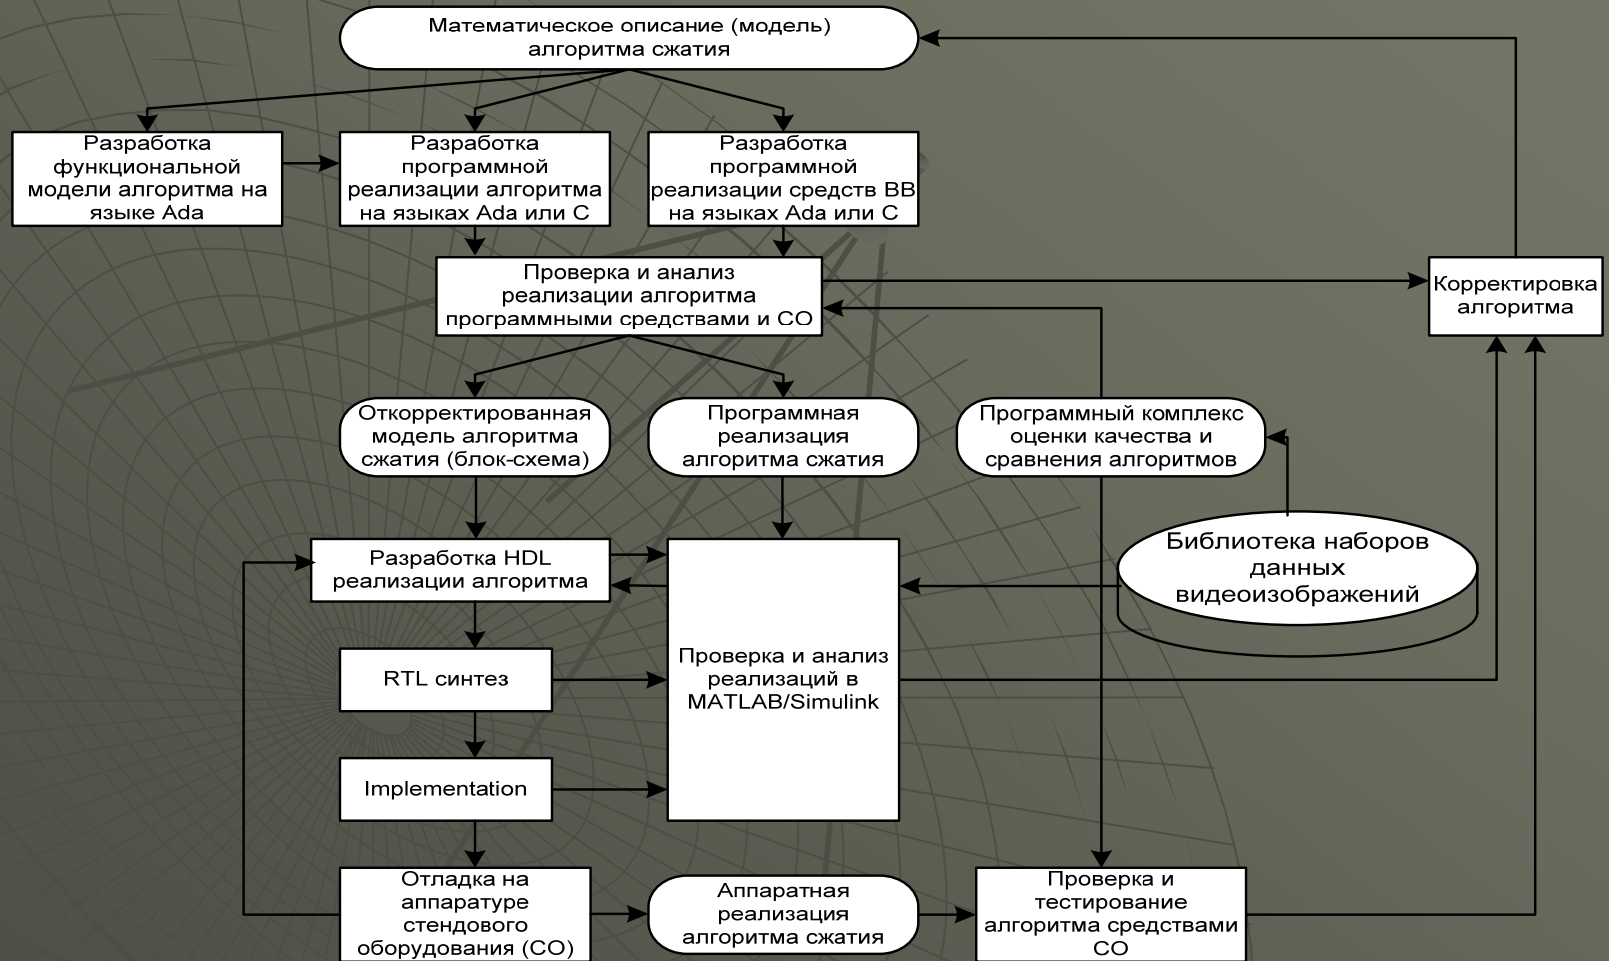 Математическое описание (модель)
алгоритма сжатия
Разработка
функциональной
модели алгоритма на
языке Ada
Разработка
программной
реализации алгоритма
на языках Ada или C
Разработка
программной
реализации средств ВВ
на языках Ada или C
Проверка и анализ
реализации алгоритма
программными средствами и СО
Корректировка
алгоритма
Откорректированная
модель алгоритма
сжатия (блок-схема)
Программная
реализация
алгоритма сжатия
Программный комплекс
оценки качества и
сравнения алгоритмов
Библиотека наборов
данных
видеоизображений
Разработка HDL
реализации алгоритма
Проверка и анализ
реализаций в
MATLAB/Simulink
RTL синтез
Implementation
Отладка на
аппаратуре
стендового
оборудования (СО)
Аппаратная
реализация
алгоритма сжатия
Проверка и
тестирование
алгоритма средствами
СО